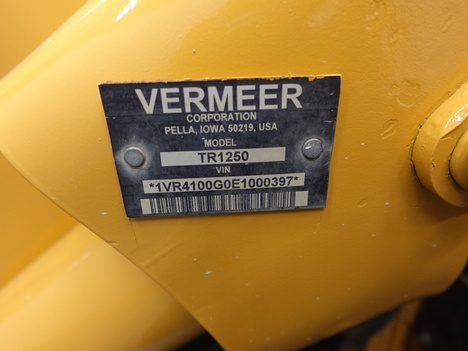 VERMEER
CORPORATION
PELLA, IOWA 50219, USA
MODEL
TR1250
VIN
*1VR4100G0E1000397*